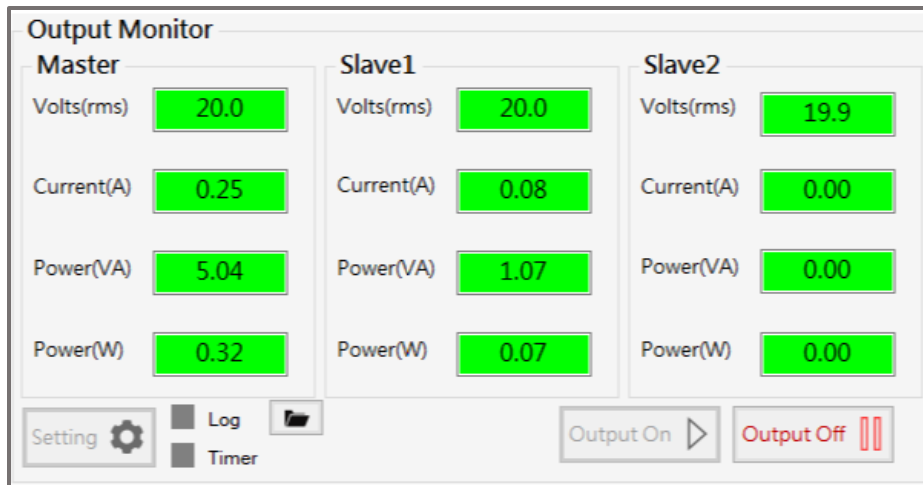 Output Monitor
Master Slave1 Slave2
Volts(rms) 20.0 Volts(rms) 20.0 Volts(rms) 19.9
Current(A) 0.25 Current(A) 0.08 Current(A) 0.00
Power(VA) 5.04 Power(VA) 1.07 Power(VA) 0.00
Power(W) 0.32 Power(W) 0.07 Power(W) 0.00
Setting Log Output On Output Off
Timer